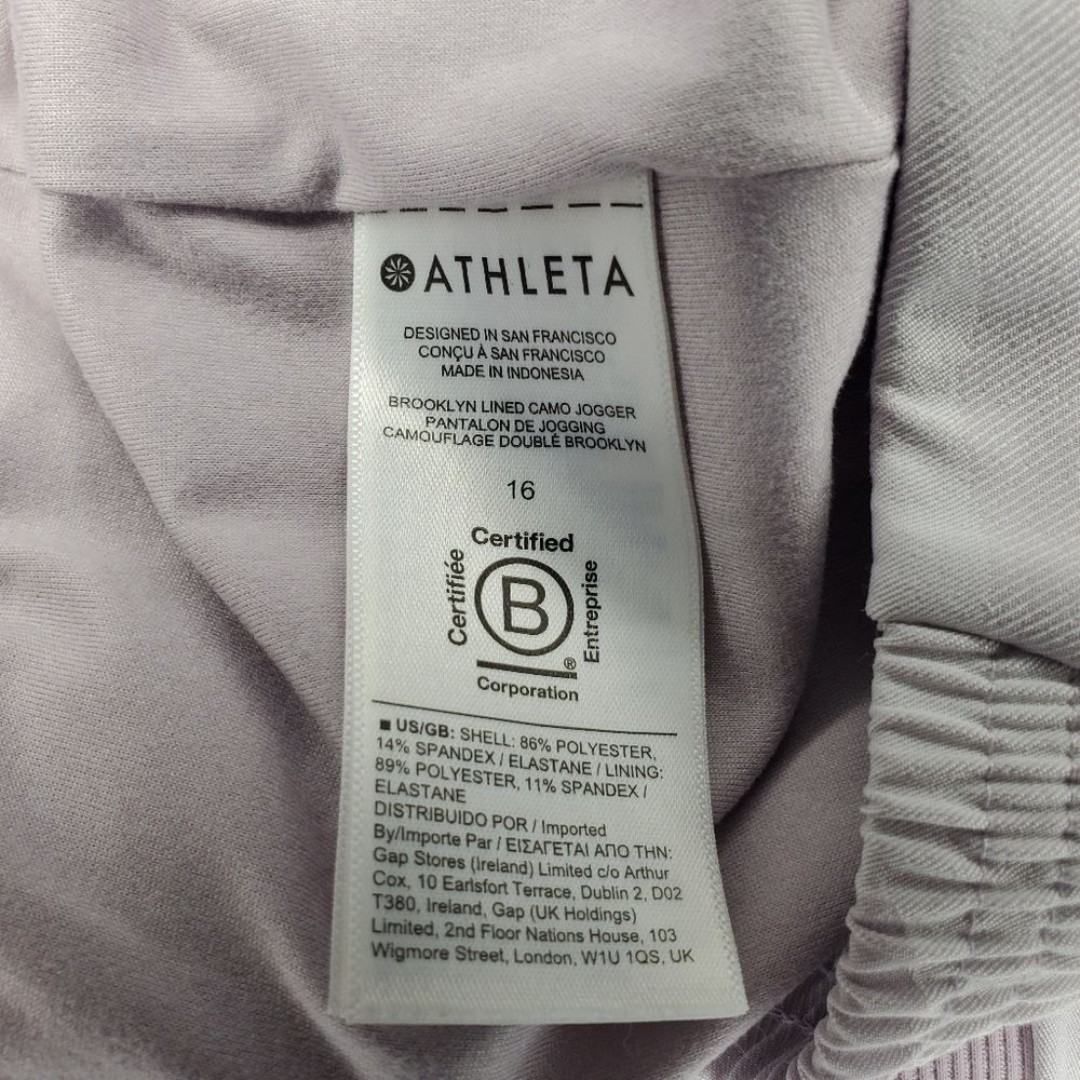 ATHLETA
DESIGNED IN SAN FRANCISCO
CONÇU À SAN FRANCISCO
MADE IN INDONESIA
BROOKLYN LINED CAMO JOGGER
PANTALON DE JOGGING
CAMOUFLAGE DOUBLÉ BROOKLYN
16
Certified
Certifiée
B
Entreprise
®
Corporation
■ US/GB: SHELL: 86% POLYESTER,
14% SPANDEX / ELASTANE / LINING:
89% POLYESTER, 11% SPANDEX /
ELASTANE
DISTRIBUIDO POR / Imported
By/Importe Par / ΕΙΣΑΓΕΤΑΙ ΑΠΟ ΤΗΝ:
Gap Stores (Ireland) Limited c/o Arthur
Cox, 10 Earlsfort Terrace, Dublin 2, D02
T380, Ireland, Gap (UK Holdings)
Limited, 2nd Floor Nations House, 103
Wigmore Street, London, W1U 1QS, UK